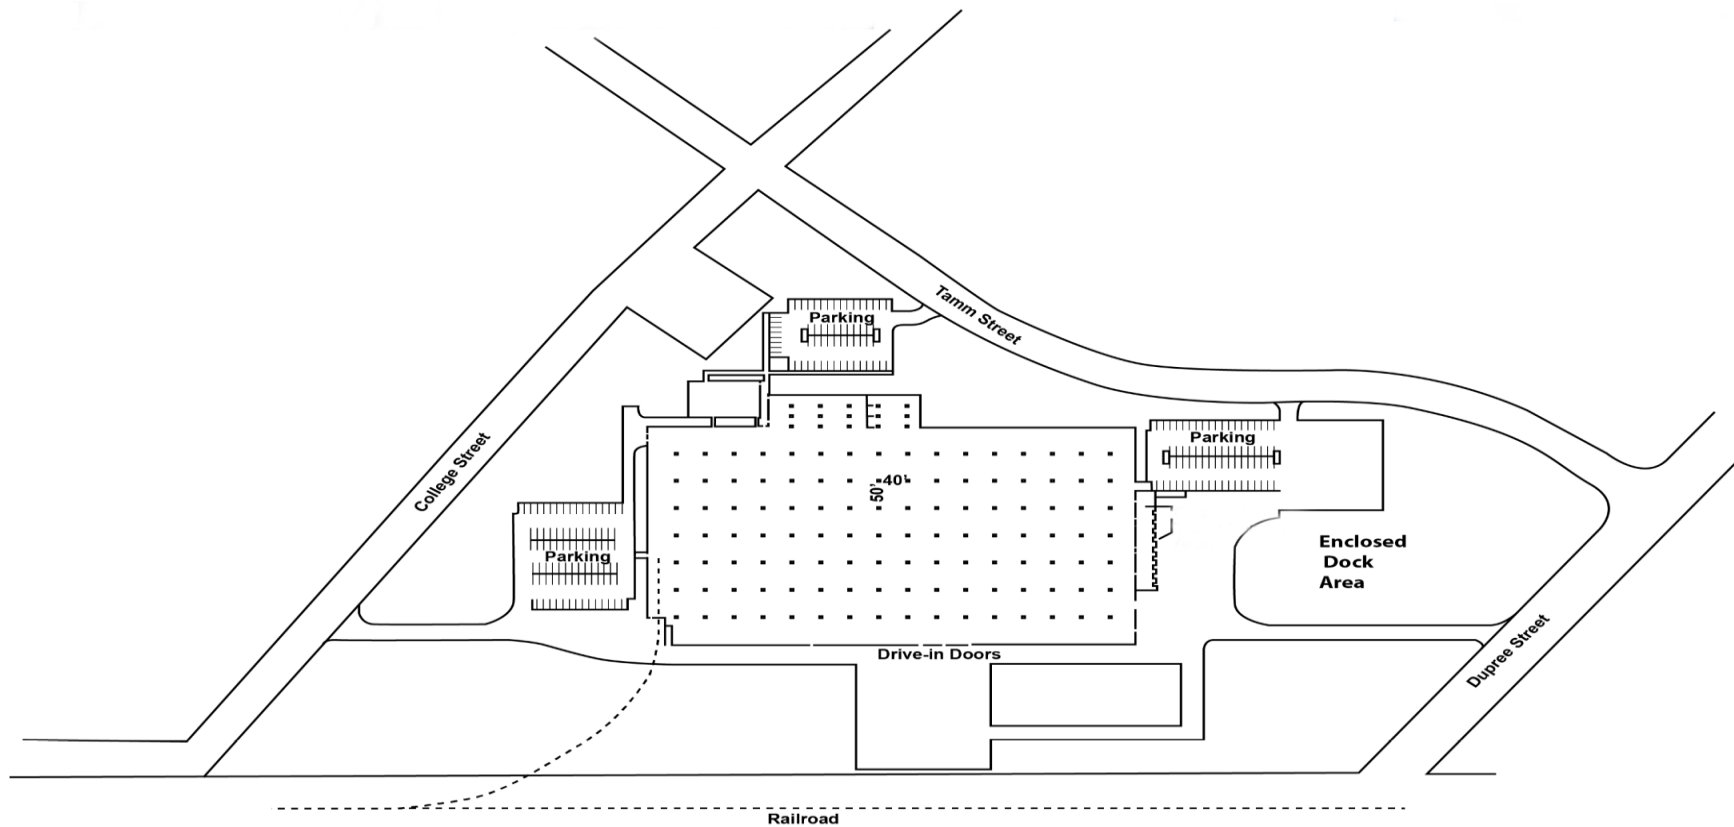 Tamm Street
Parking
College Street
Parking
40'
50'
Enclosed
Dock
Area
Parking
Drive-in Doors
Dupree Street
Railroad